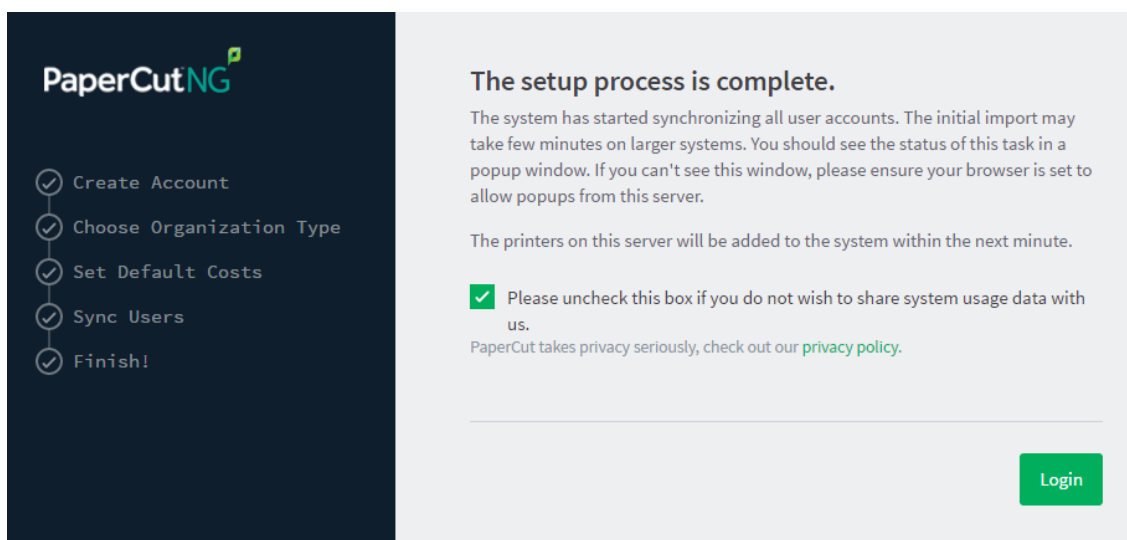 PaperCut NG
Create Account
Choose Organization Type
Set Default Costs
Sync Users
Finish!
The setup process is complete.
The system has started synchronizing all user accounts. The initial import may
take few minutes on larger systems. You should see the status of this task in a
popup window. If you can't see this window, please ensure your browser is set to
allow popups from this server.
The printers on this server will be added to the system within the next minute.
Please uncheck this box if you do not wish to share system usage data with
us.
PaperCut takes privacy seriously, check out our privacy policy.
Login